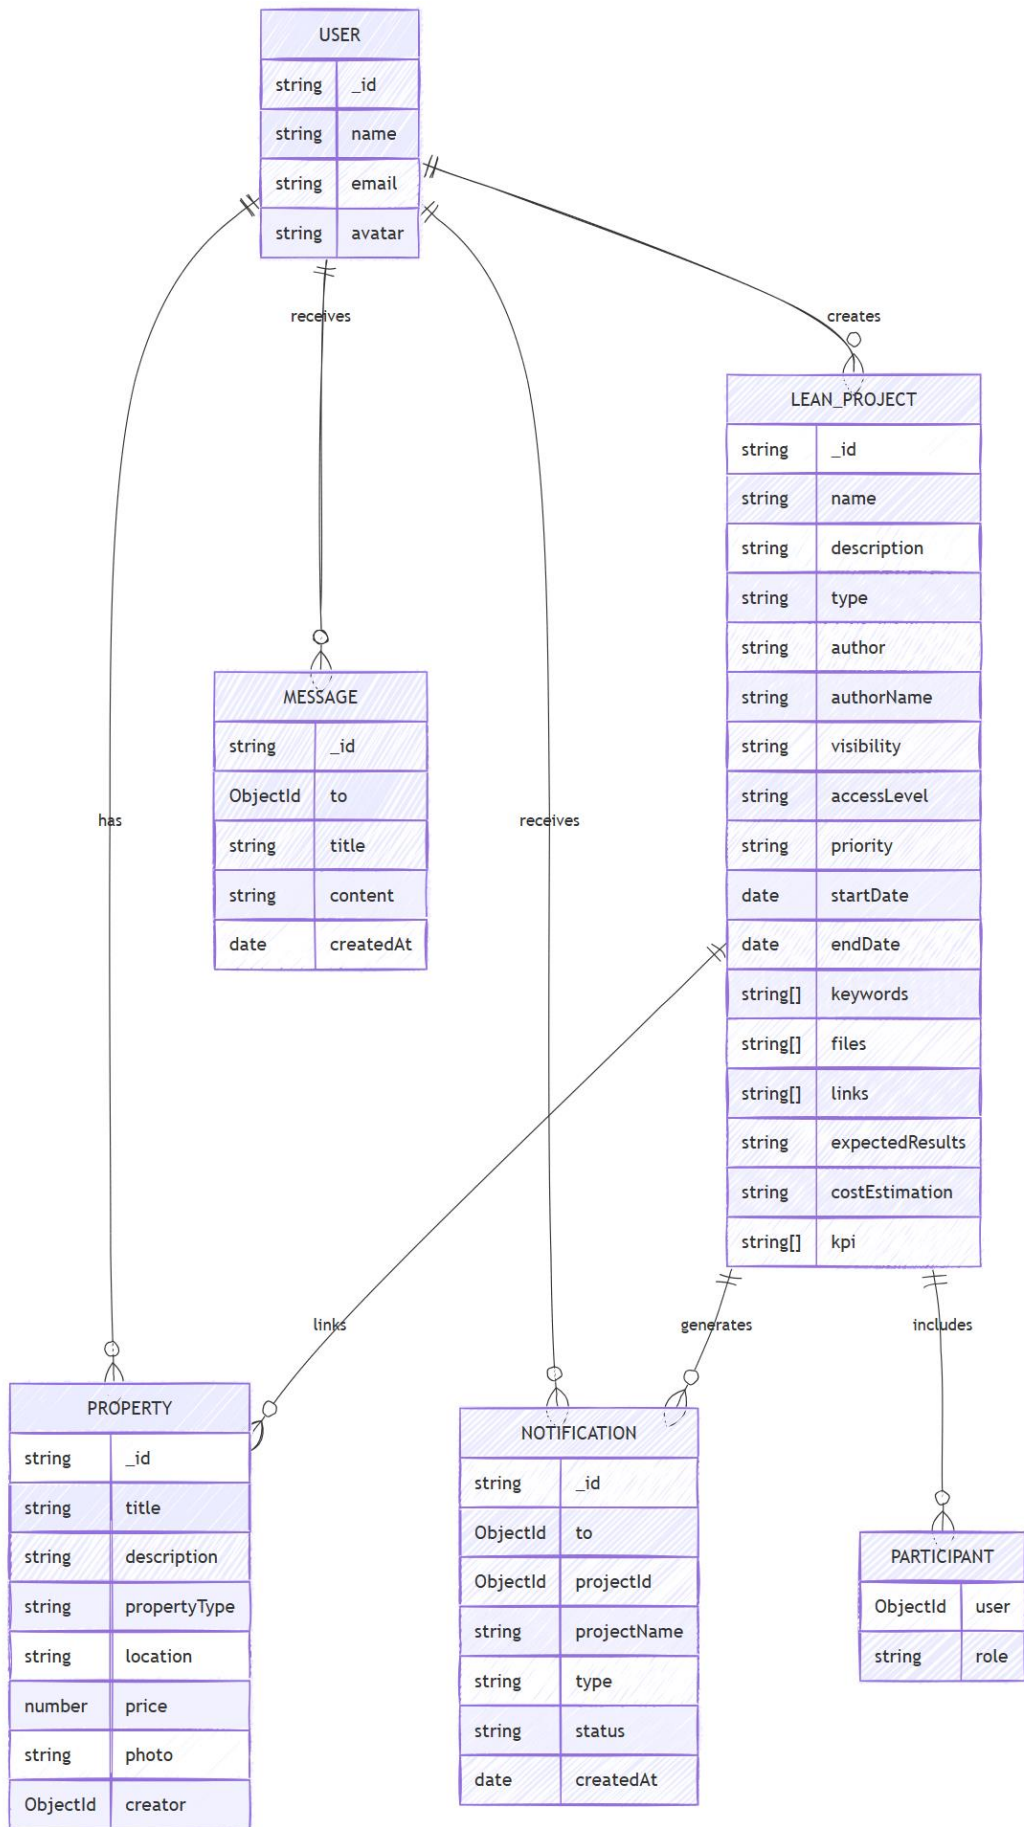 USER
string _id
string name
string email
string avatar
receives
creates
LEAN_PROJECT
string _id
string name
string description
string type
string author
string authorName
string visibility
string accessLevel
string priority
date startDate
date endDate
string[] keywords
string[] files
string[] links
string expectedResults
string costEstimation
string[] kpi
MESSAGE
string _id
ObjectId to
string title
string content
date createdAt
has
receives
links
generates
includes
PROPERTY
string _id
string title
string description
string propertyType
string location
number price
string photo
ObjectId creator
NOTIFICATION
string _id
ObjectId to
ObjectId projectId
string projectName
string type
string status
date createdAt
PARTICIPANT
ObjectId user
string role